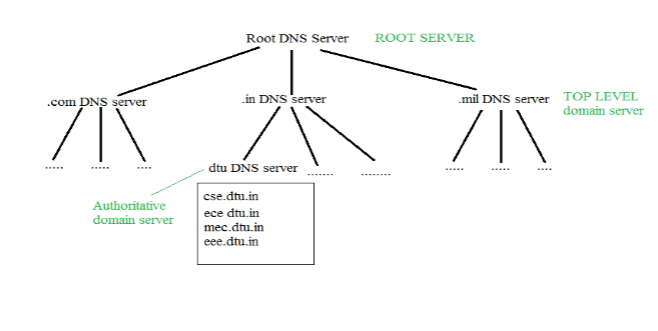 Root DNS Server ROOT SERVER
.com DNS server .in DNS server .mil DNS server TOP LEVEL
domain server
..... ..... .... dtu DNS server ....... ........ ..... ..... ....
Authoritative
domain server
cse.dtu.in
ece dtu.in
mec.dtu.in
eee.dtu.in